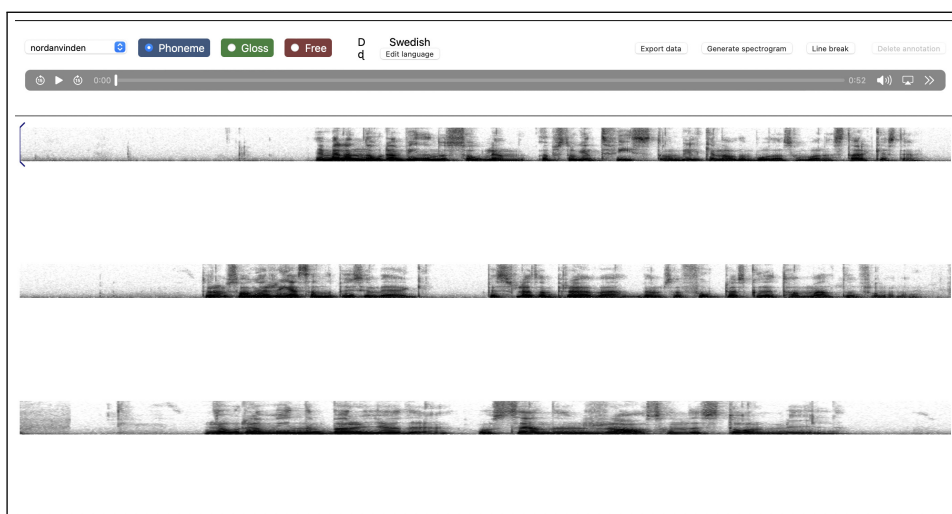 nordanvinden Phoneme Gloss Free D Swedish
ɖ Edit language Export data Generate spectrogram Line break Delete annotation
0:00 0:52